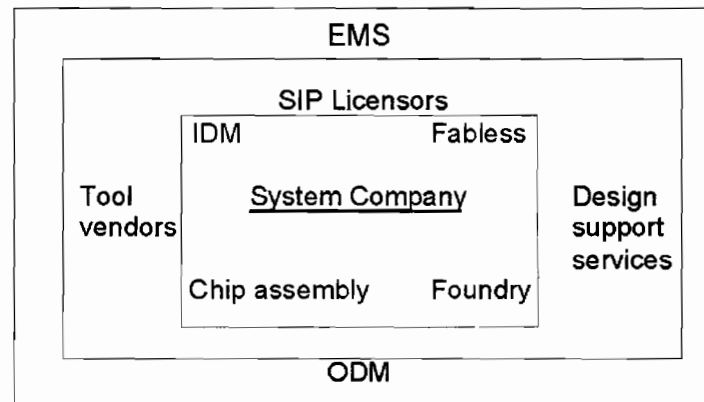 EMS
SIP Licensors
IDM Fabless
Tool vendors
System Company
Design support services
Chip assembly Foundry
ODM